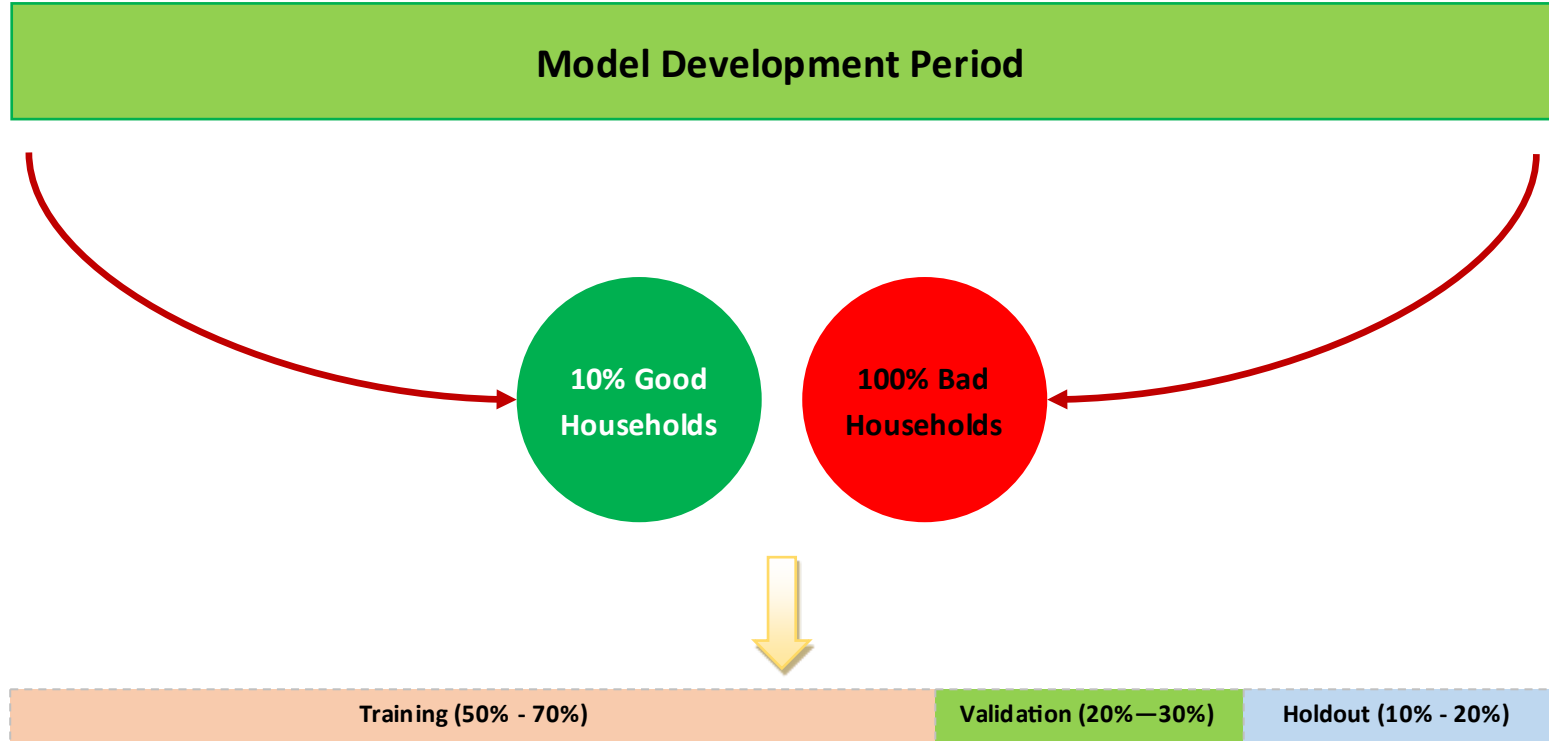 Model Development Period
10% Good
Households
100% Bad
Households
Training (50% - 70%)
Validation (20%—30%)
Holdout (10% - 20%)